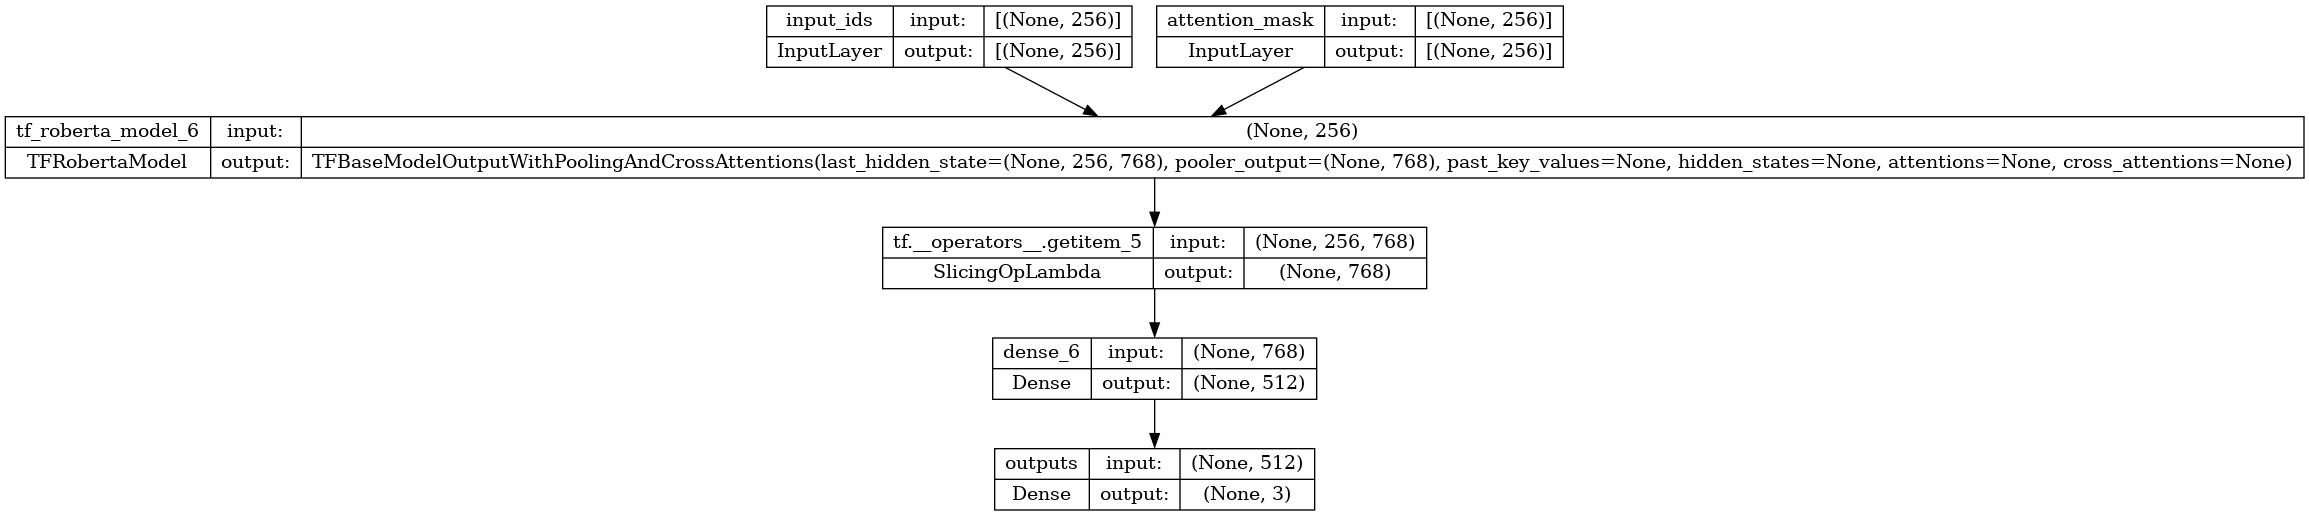 input_ids input: [(None, 256)]
InputLayer output: [(None, 256)]
attention_mask input: [(None, 256)]
InputLayer output: [(None, 256)]
tf_roberta_model_6 input: (None, 256)
TFRobertaModel output: TFBaseModelOutputWithPoolingAndCrossAttentions(last_hidden_state=(None, 256, 768), pooler_output=(None, 768), past_key_values=None, hidden_states=None, attentions=None, cross_attentions=None)
tf.__operators__.getitem_5 input: (None, 256, 768)
SlicingOpLambda output: (None, 768)
dense_6 input: (None, 768)
Dense output: (None, 512)
outputs input: (None, 512)
Dense output: (None, 3)